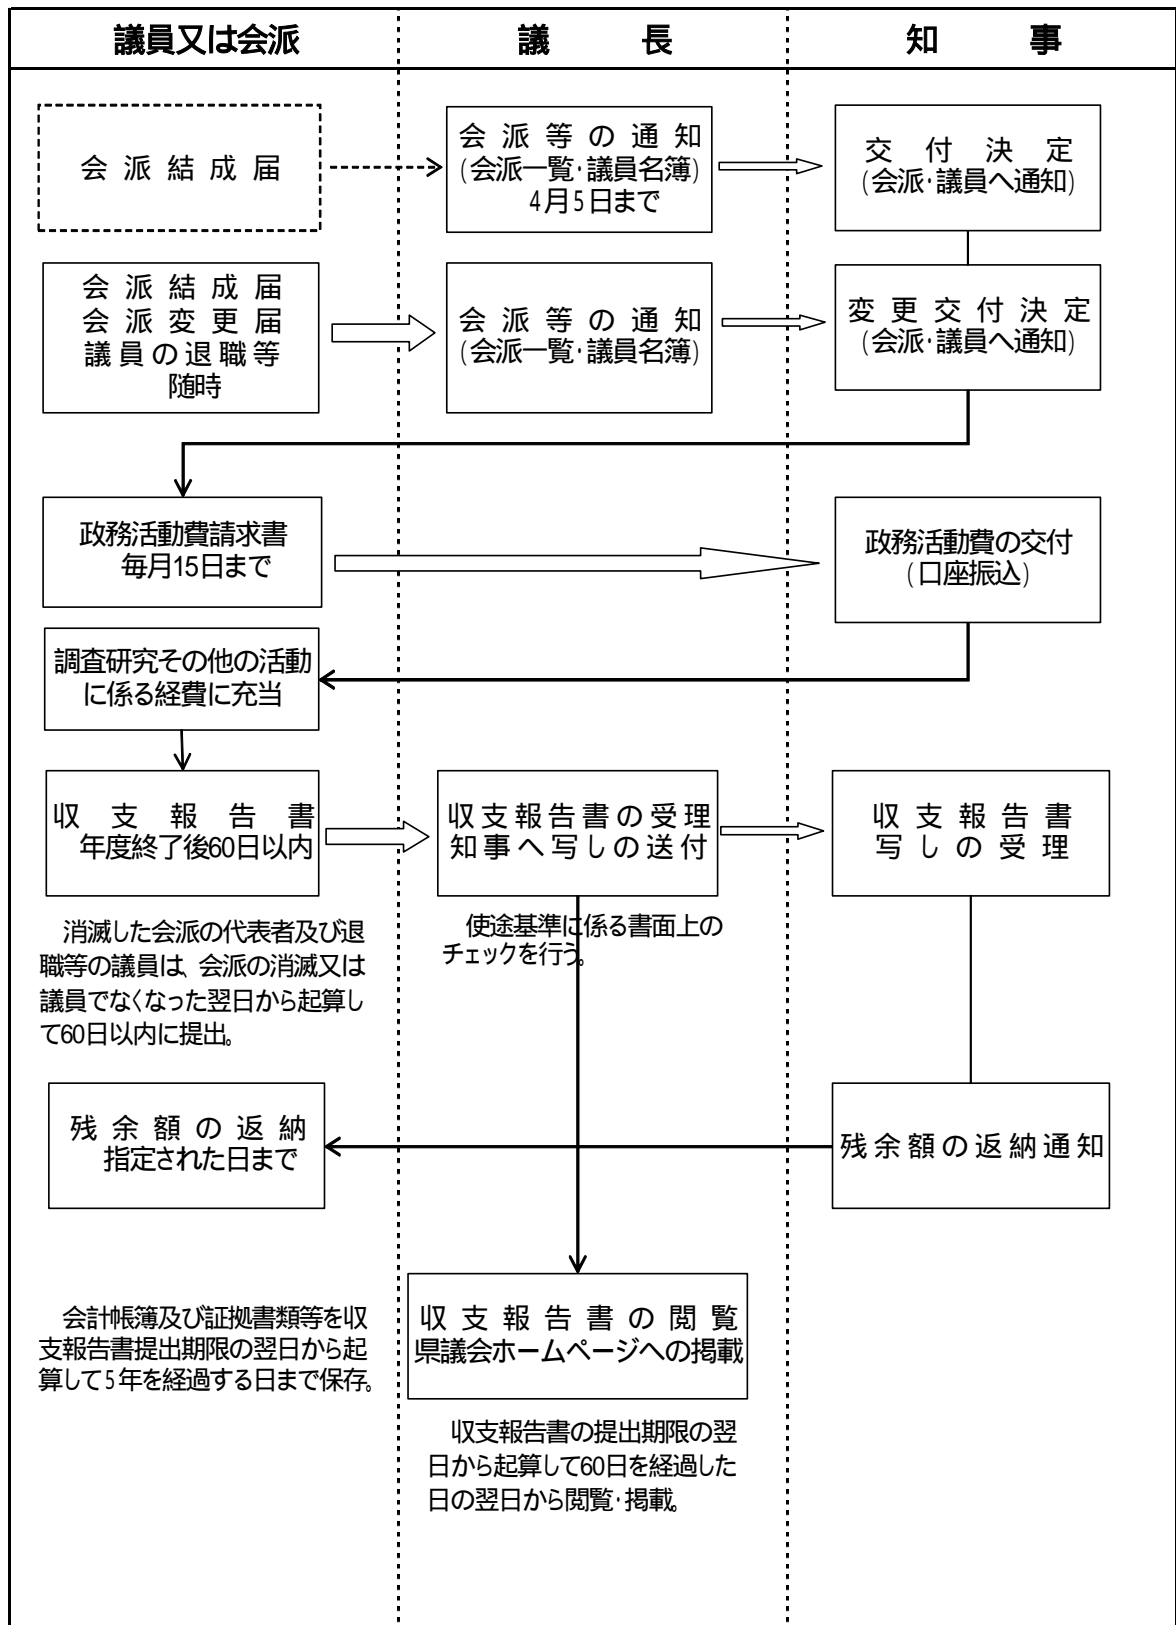 議員又は会派
議長
知事
会派結成届
会派等の通知
(会派一覧・議員名簿)
4月5日まで
交付決定
(会派・議員へ通知)
会派結成届
会派変更届
議員の退職等
随時
会派等の通知
(会派一覧・議員名簿)
変更交付決定
(会派・議員へ通知)
政務活動費請求書
毎月15日まで
政務活動費の交付
(口座振込)
調査研究その他の活動
に係る経費に充当
収支報告書
年度終了後60日以内
収支報告書の受理
知事へ写しの送付
収支報告書
写しの受理
消滅した会派の代表者及び退
職等の議員は、会派の消滅又は
議員でなくなった翌日から起算し
て60日以内に提出。
使途基準に係る書面上の
チェックを行う。
残余額の返納
指定された日まで
残余額の返納通知
会計帳簿及び証拠書類等を収
支報告書提出期限の翌日から起
算して5年を経過する日まで保存。
収支報告書の閲覧
県議会ホームページへの掲載
収支報告書の提出期限の翌
日から起算して60日を経過した
日の翌日から閲覧・掲載。